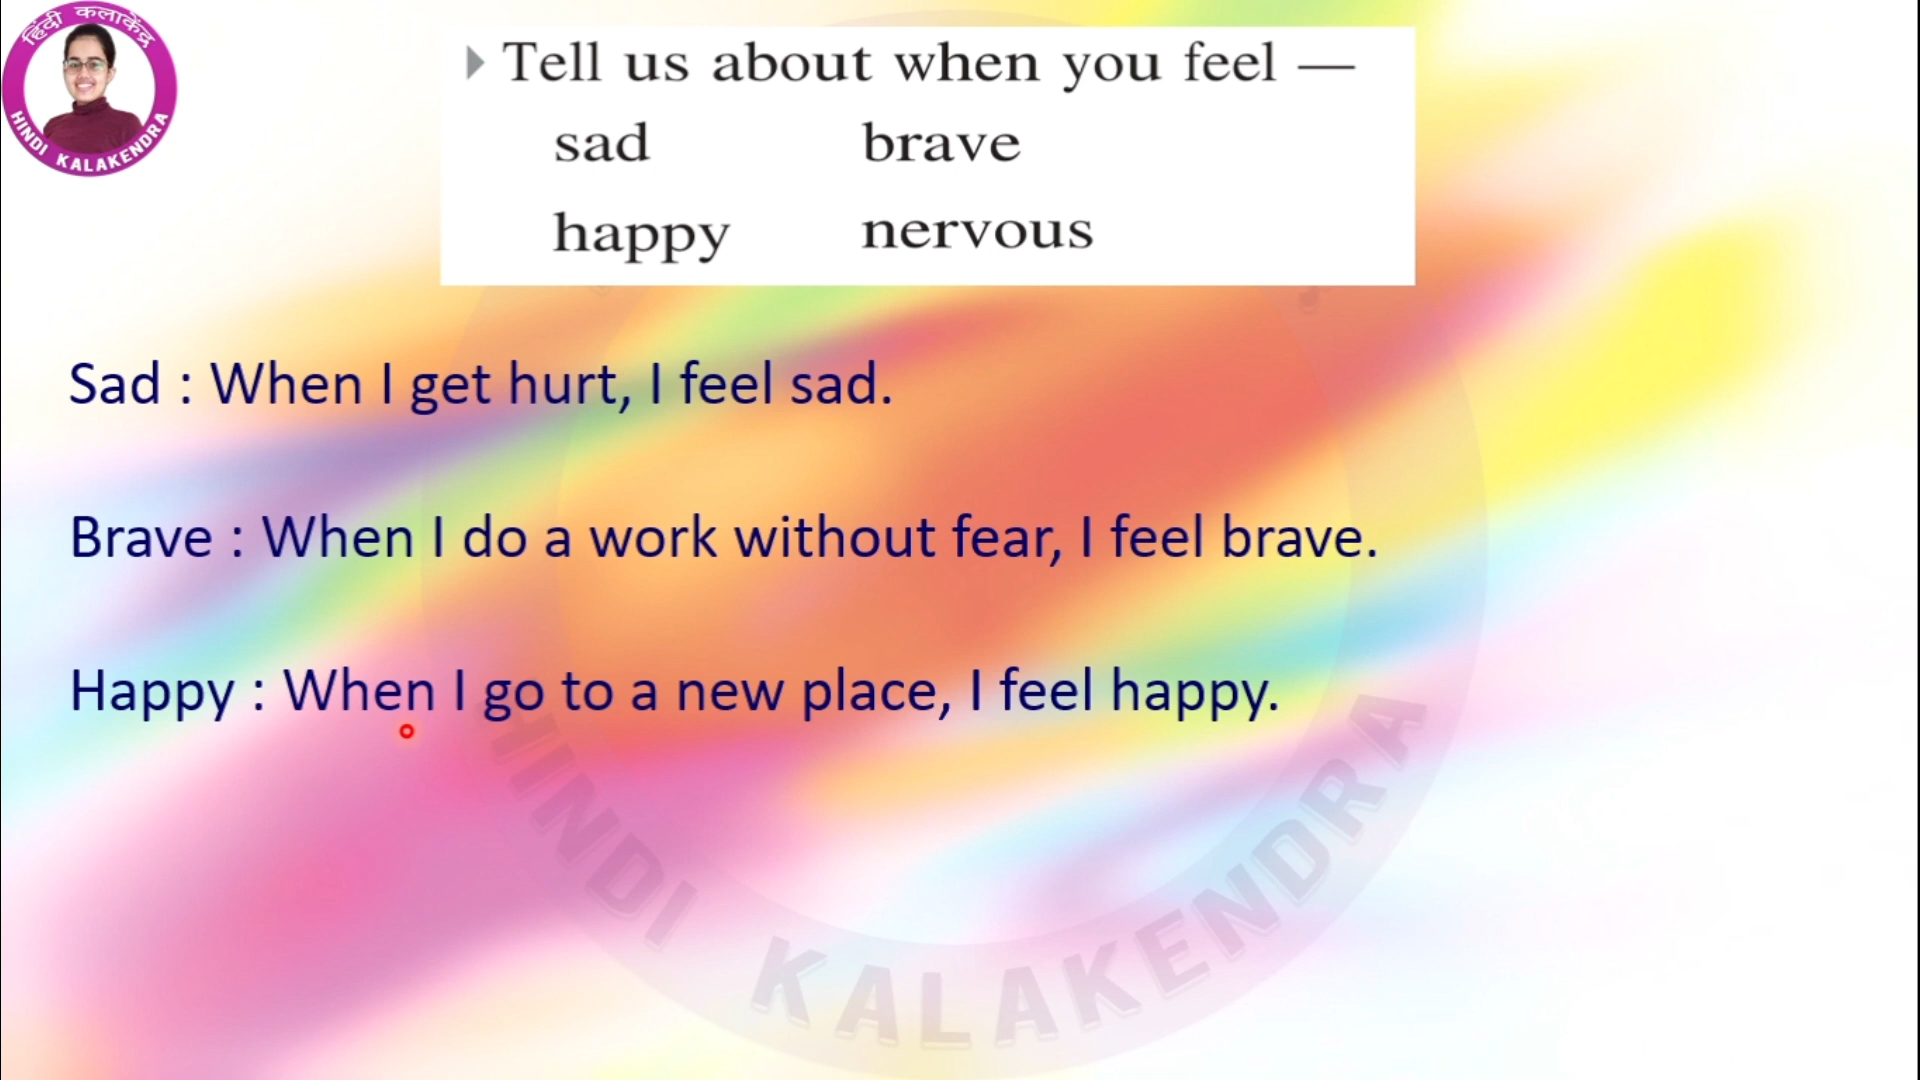 हिंदी कलाकेंद्र
HINDI KALAKENDRA
Tell us about when you feel —
sad brave
happy nervous
Sad : When I get hurt, I feel sad.
Brave : When I do a work without fear, I feel brave.
Happy : When I go to a new place, I feel happy.
HINDI KALAKENDRA